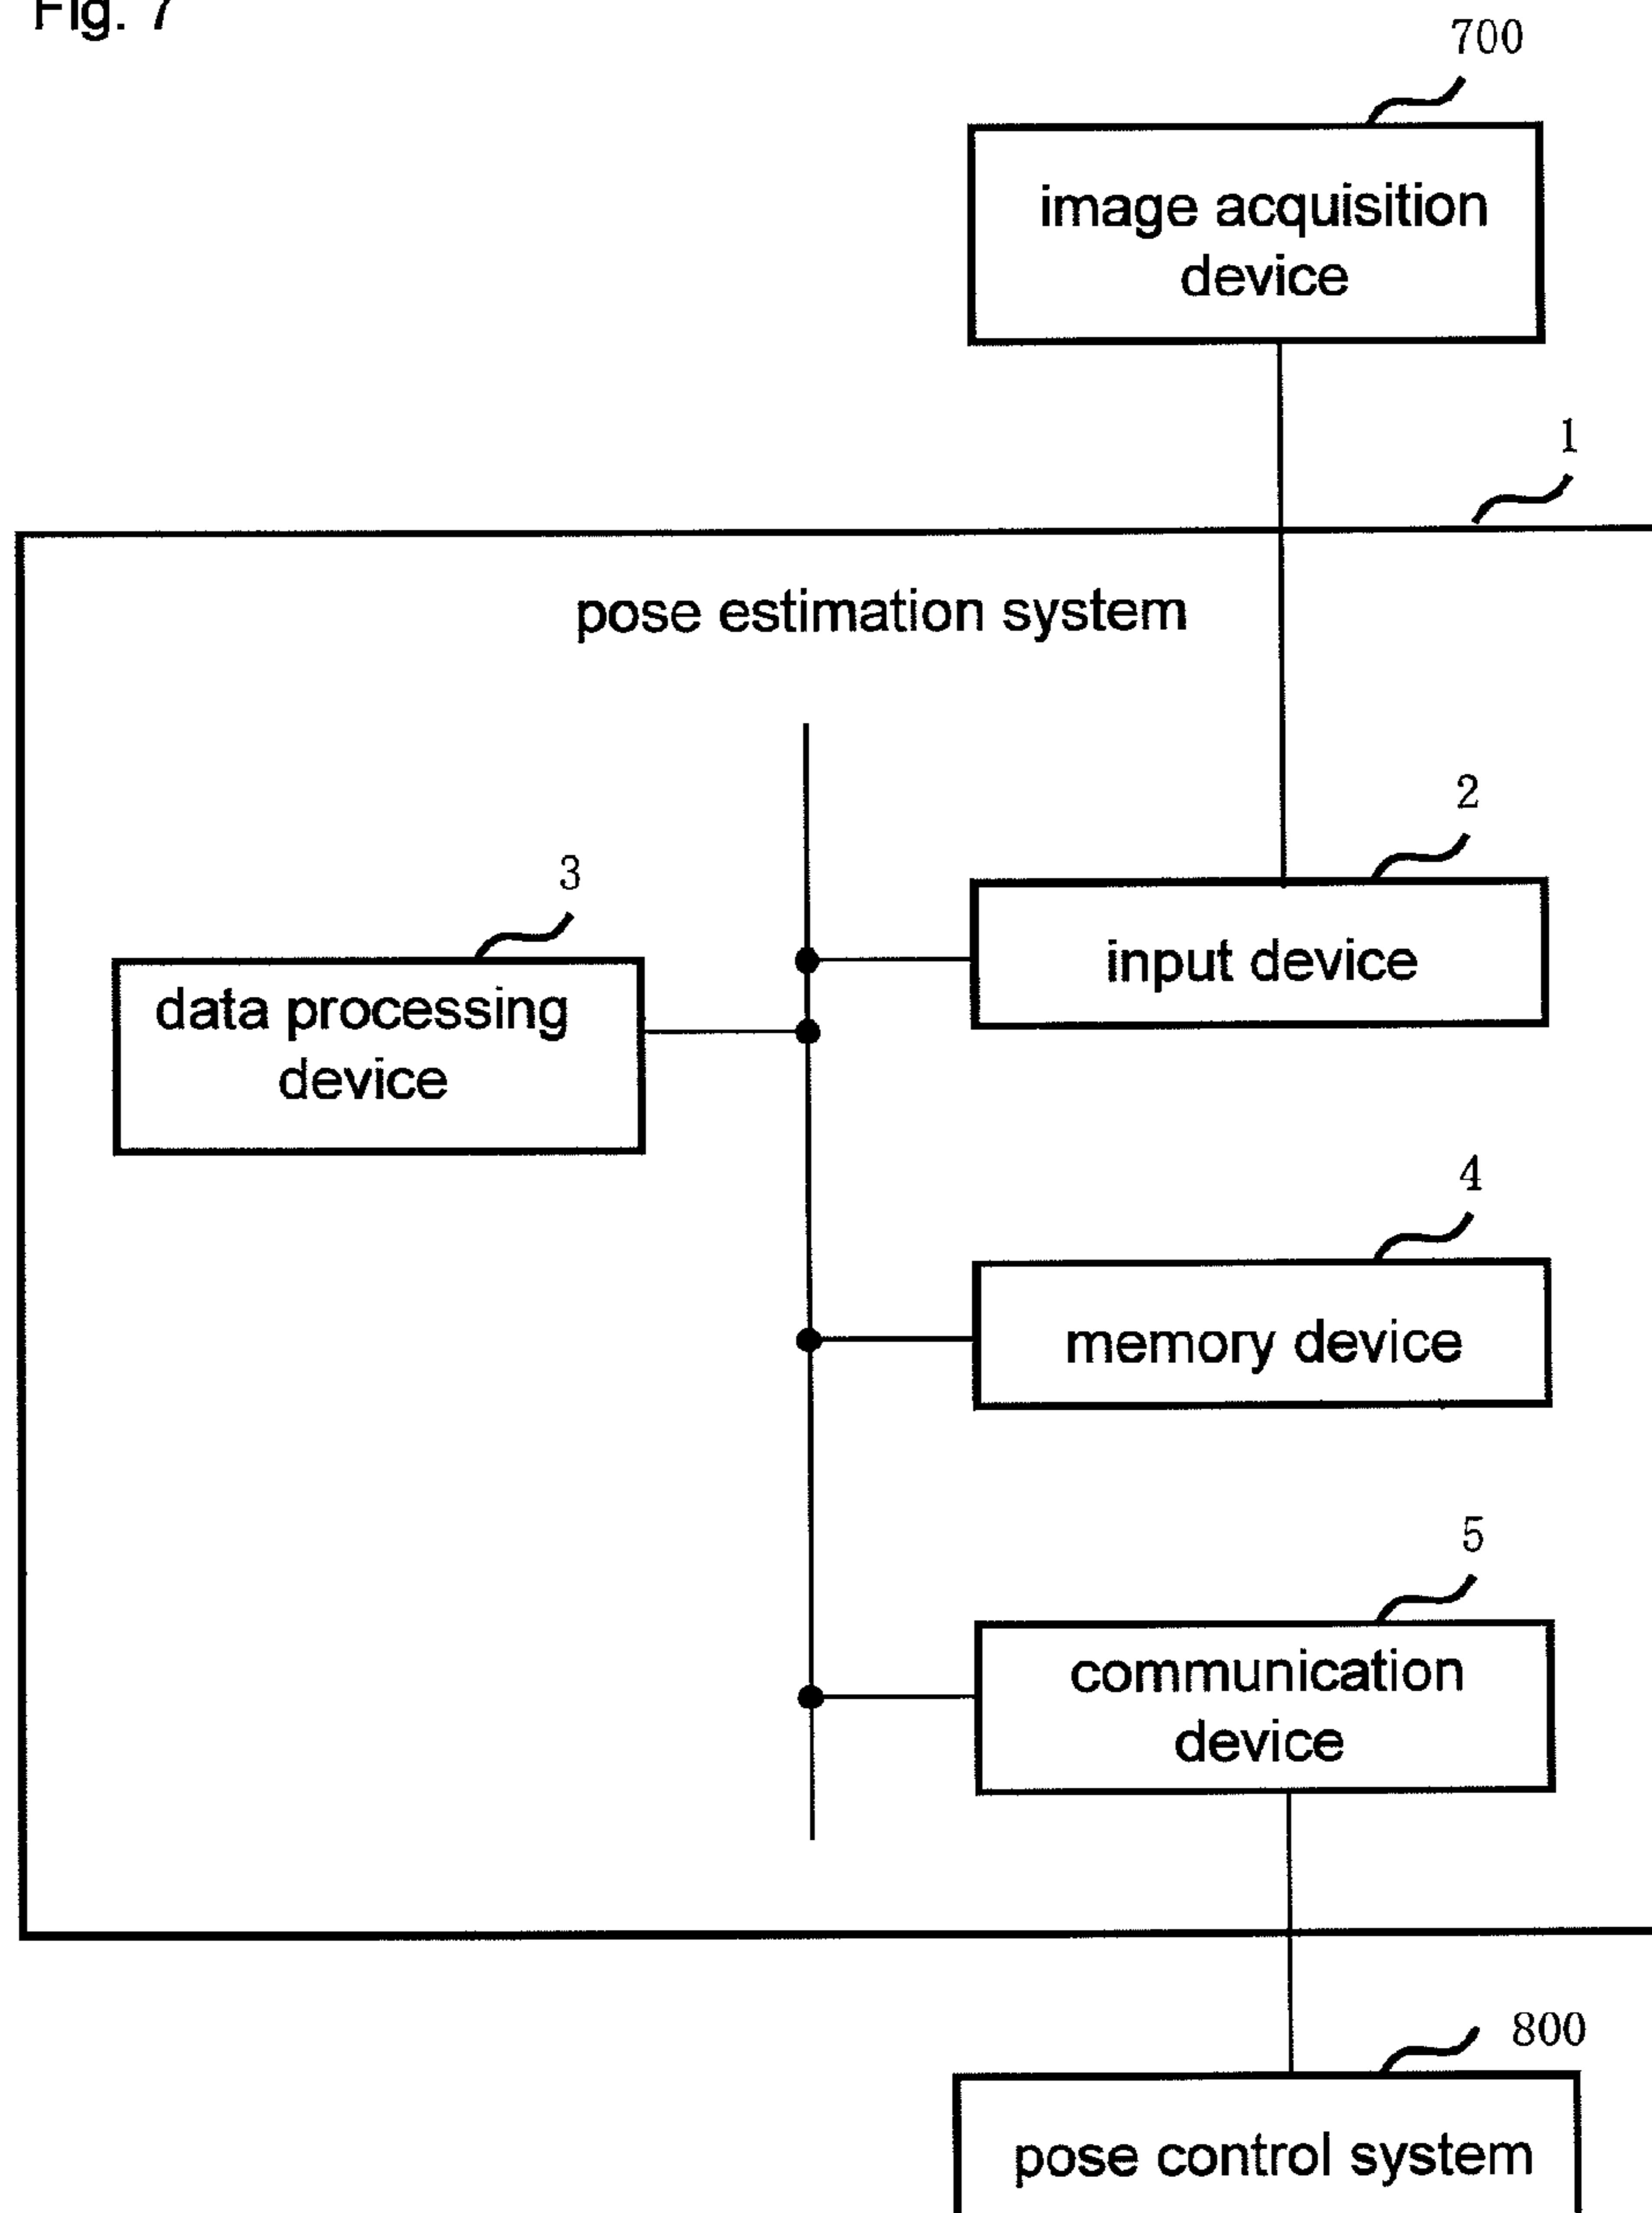 Fig. 7
700
image acquisition
device
1
pose estimation system
2
input device
3
data processing
device
4
memory device
5
communication
device
800
pose control system